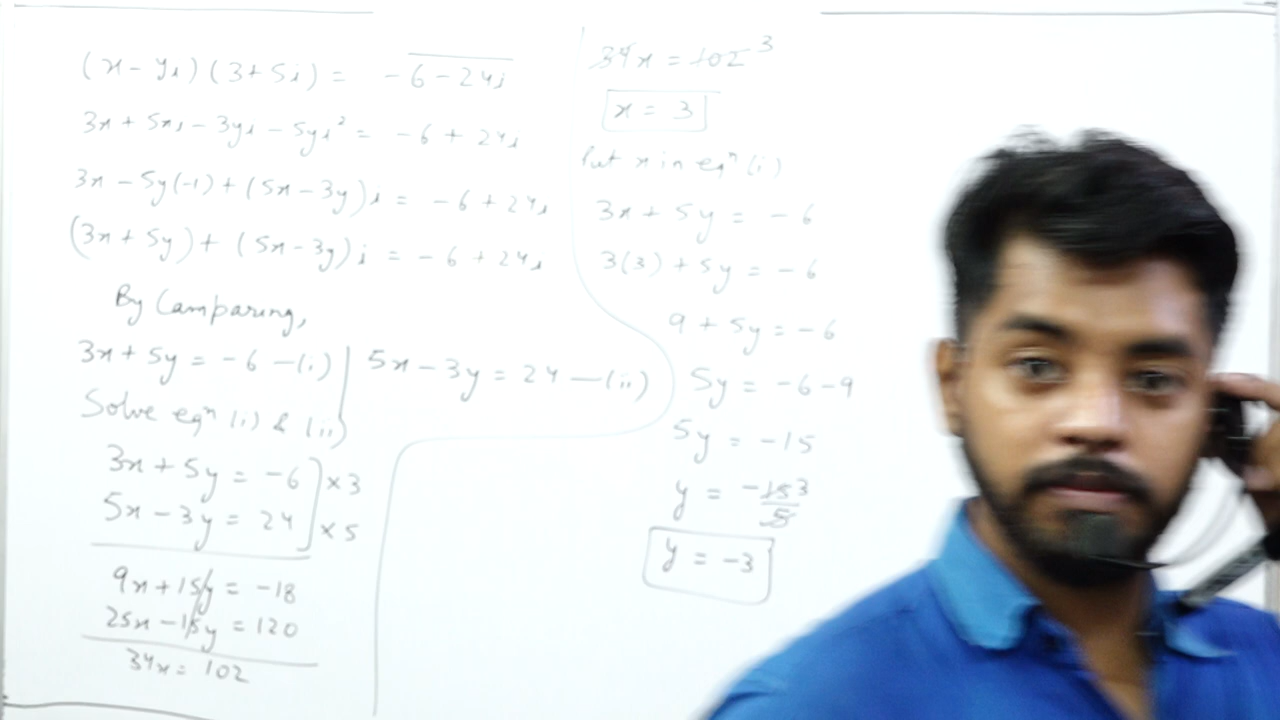 (x - yi)(3 + 5i) = \overline{-6 - 24i}
3x + 5xi - 3yi - 5yi² = -6 + 24i
3x - 5y(-1) + (5x - 3y)i = -6 + 24i
(3x + 5y) + (5x - 3y)i = -6 + 24i
By Camparing,
3x + 5y = -6 -(i) | 5x - 3y = 24 -(ii)
Solve eqⁿ (i) & (ii)
3x + 5y = -6 ] ×3
5x - 3y = 24 ] ×5
9x + 15y = -18
25x - 15y = 120
34x = 102
34x = 102 3
x = 3
Put x in eqⁿ (i)
3x + 5y = -6
3(3) + 5y = -6
9 + 5y = -6
5y = -6 - 9
5y = -15
y = -15/5 3
y = -3